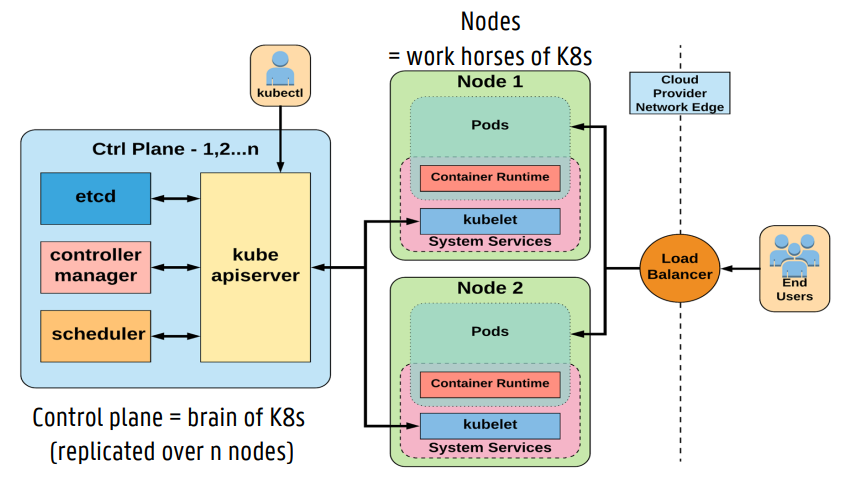 Nodes
= work horses of K8s
kubectl
Ctrl Plane - 1,2...n
etcd
controller
manager
scheduler
kube
apiserver
Control plane = brain of K8s
(replicated over n nodes)
Node 1
Pods
Container Runtime
kubelet
System Services
Node 2
Pods
Container Runtime
kubelet
System Services
Cloud
Provider
Network Edge
Load
Balancer
End
Users